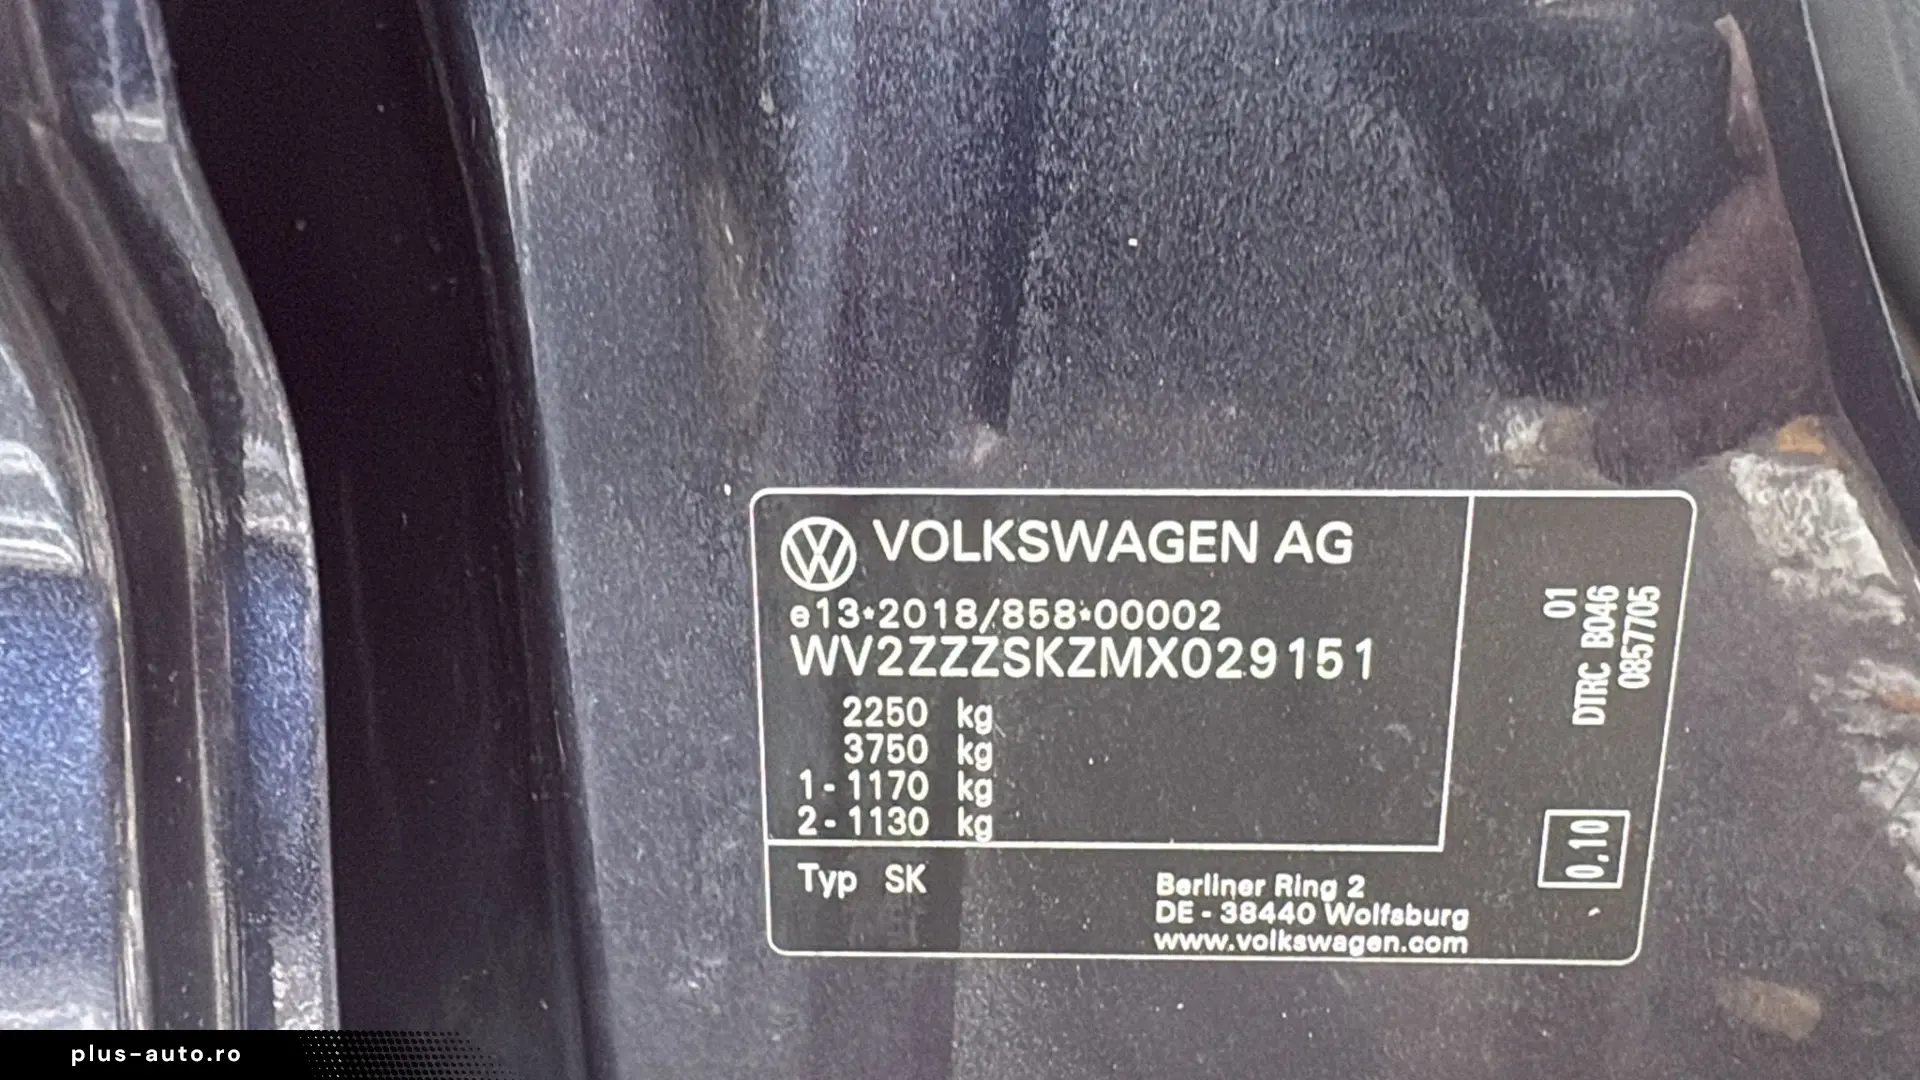 VOLKSWAGEN AG
e13*2018/858*00002
WV2ZZZSKZMX029151
2250 kg
3750 kg
1 - 1170 kg
2 - 1130 kg
Typ SK
Berliner Ring 2
DE - 38440 Wolfsburg
www.volkswagen.com
01
DTRC B046
0857705
0.10
plus-auto.ro